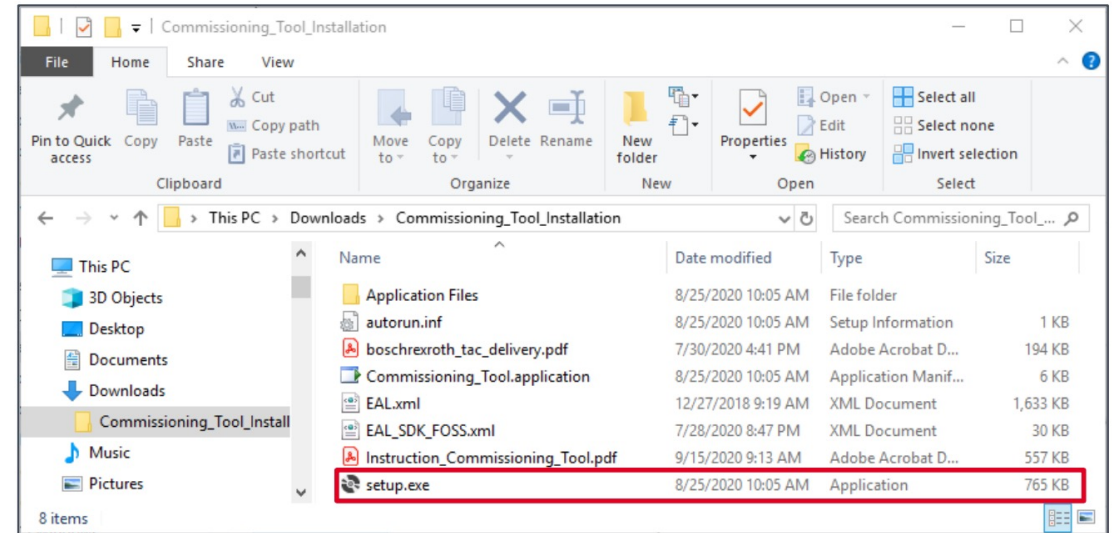 Commissioning_Tool_Installation
File Home Share View
Pin to Quick access
Copy
Paste
Cut
Copy path
Paste shortcut
Move to
Copy to
Delete
Rename
New folder
Properties
Open
Edit
History
Select all
Select none
Invert selection
Clipboard Organize New Open Select
This PC > Downloads > Commissioning_Tool_Installation
Search Commissioning_Tool_...
This PC
3D Objects
Desktop
Documents
Downloads
Commissioning_Tool_Install
Music
Pictures
Name Date modified Type Size
Application Files 8/25/2020 10:05 AM File folder
autorun.inf 8/25/2020 10:05 AM Setup Information 1 KB
boschrexroth_tac_delivery.pdf 7/30/2020 4:41 PM Adobe Acrobat D... 194 KB
Commissioning_Tool.application 8/25/2020 10:05 AM Application Manif... 6 KB
EAL.xml 12/27/2018 9:19 AM XML Document 1,633 KB
EAL_SDK_FOSS.xml 7/28/2020 8:47 PM XML Document 30 KB
Instruction_Commissioning_Tool.pdf 9/15/2020 9:13 AM Adobe Acrobat D... 557 KB
setup.exe 8/25/2020 10:05 AM Application 765 KB
8 items